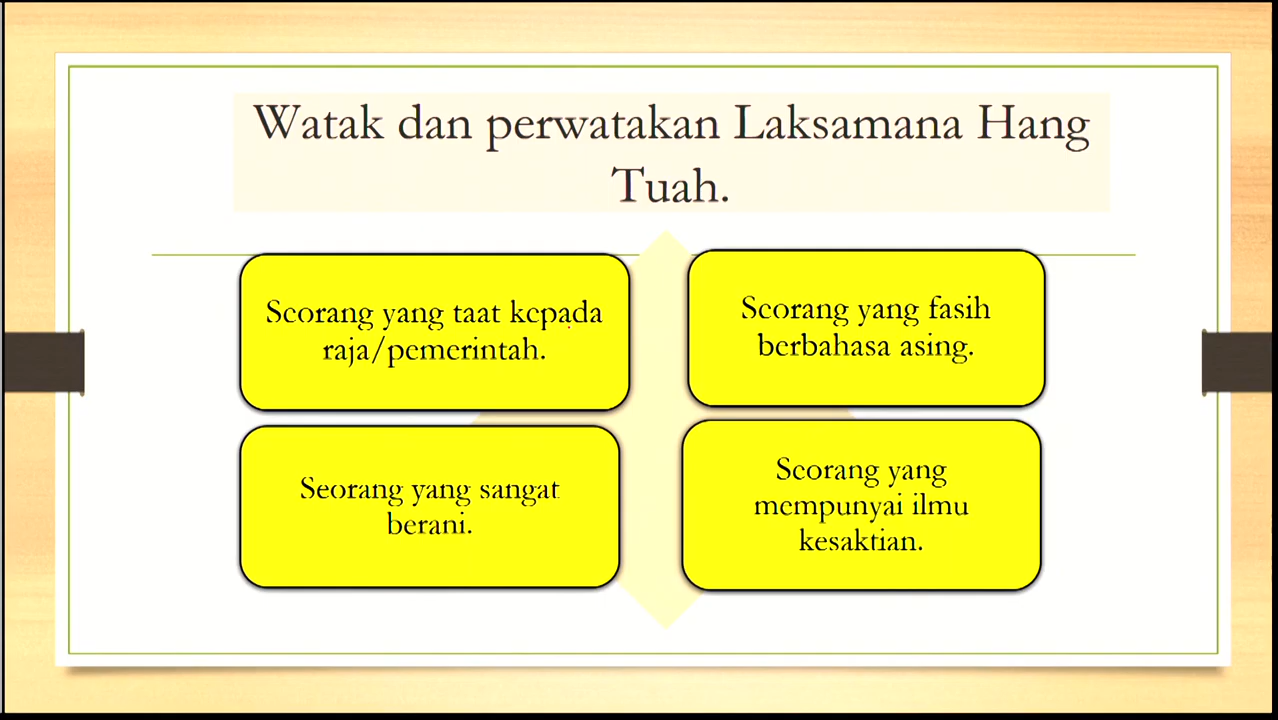 Watak dan perwatakan Laksamana Hang
Tuah.
Seorang yang taat kepada
raja/pemerintah.
Seorang yang fasih
berbahasa asing.
Seorang yang sangat
berani.
Seorang yang
mempunyai ilmu
kesaktian.